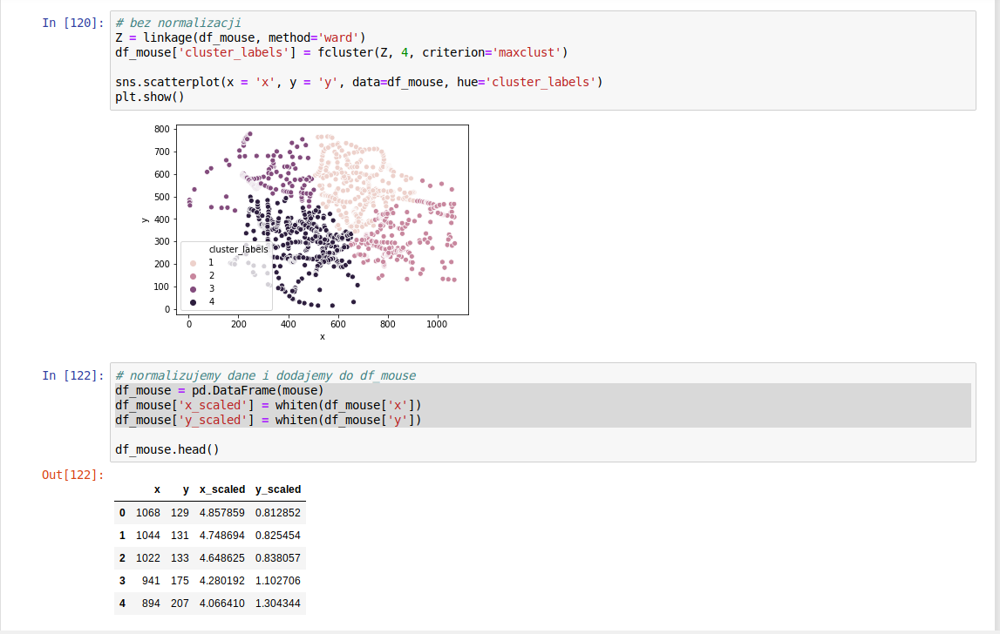 In [120]: # bez normalizacji
Z = linkage(df_mouse, method='ward')
df_mouse['cluster_labels'] = fcluster(Z, 4, criterion='maxclust')
sns.scatterplot(x = 'x', y = 'y', data=df_mouse, hue='cluster_labels')
plt.show()
800
700
600
500
400
300
200
100
0
y
cluster_labels
1
2
3
4
0 200 400 600 800 1000
x
In [122]: # normalizujemy dane i dodajemy do df_mouse
df_mouse = pd.DataFrame(mouse)
df_mouse['x_scaled'] = whiten(df_mouse['x'])
df_mouse['y_scaled'] = whiten(df_mouse['y'])
df_mouse.head()
Out[122]:
x y x_scaled y_scaled
0 1068 129 4.857859 0.812852
1 1044 131 4.748694 0.825454
2 1022 133 4.648625 0.838057
3 941 175 4.280192 1.102706
4 894 207 4.066410 1.304344